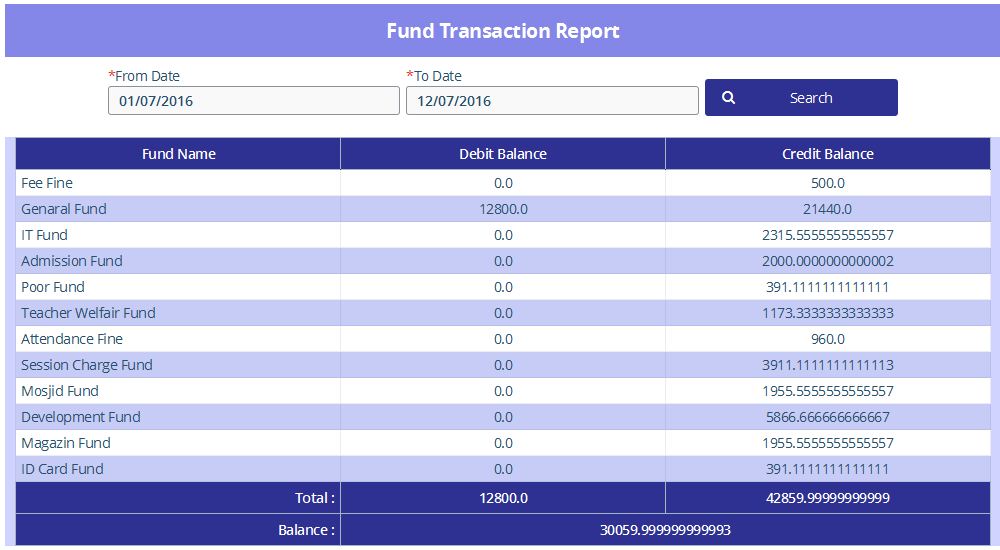 Fund Transaction Report
*From Date *To Date
01/07/2016 12/07/2016 Search
Fund Name Debit Balance Credit Balance
Fee Fine 0.0 500.0
Genaral Fund 12800.0 21440.0
IT Fund 0.0 2315.5555555555557
Admission Fund 0.0 2000.0000000000002
Poor Fund 0.0 391.1111111111111
Teacher Welfair Fund 0.0 1173.3333333333333
Attendance Fine 0.0 960.0
Session Charge Fund 0.0 3911.1111111111113
Mosjid Fund 0.0 1955.5555555555557
Development Fund 0.0 5866.666666666667
Magazin Fund 0.0 1955.5555555555557
ID Card Fund 0.0 391.1111111111111
Total : 12800.0 42859.99999999999
Balance : 30059.999999999993